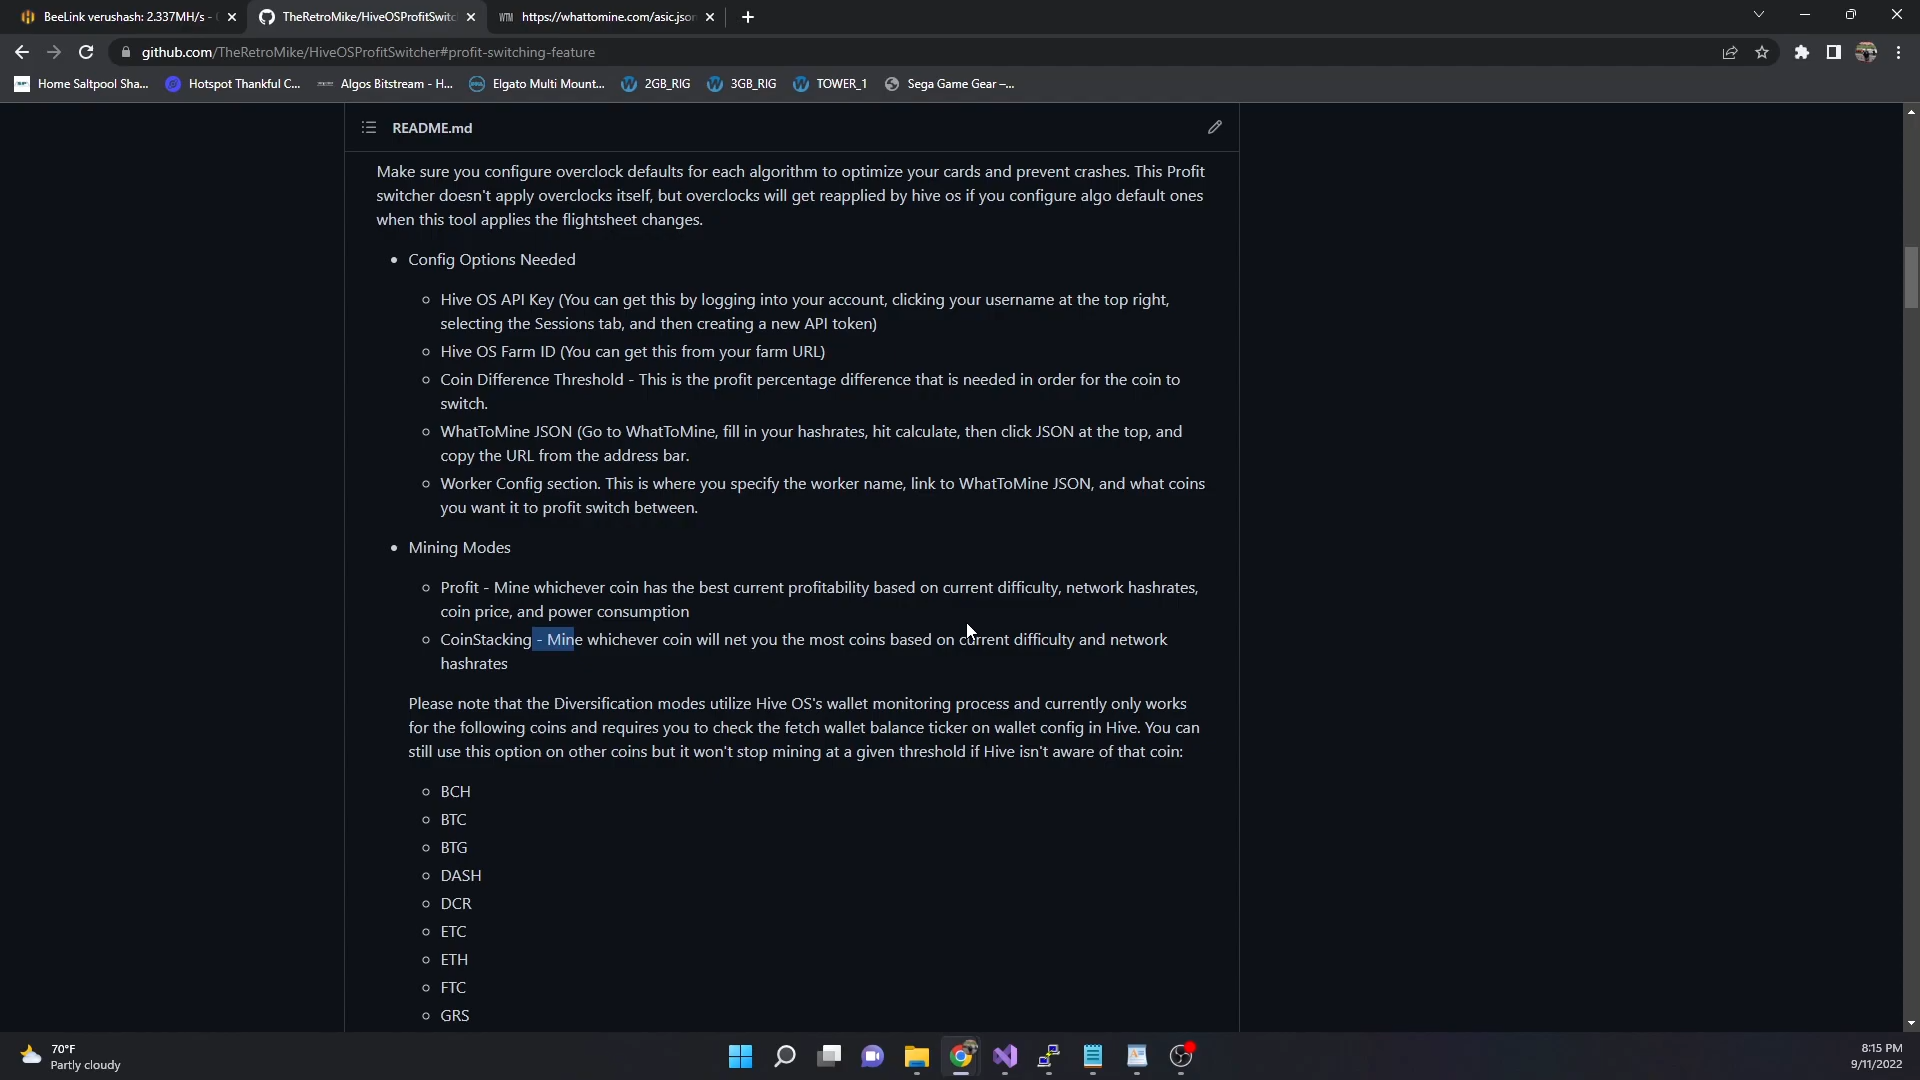 BeeLink verushash: 2.337MH/s -
TheRetroMike/HiveOSProfitSwitc
https://whattomine.com/asic.json
github.com/TheRetroMike/HiveOSProfitSwitcher#profit-switching-feature
Home Saltpool Sha...
Hotspot Thankful C...
Algos Bitstream - H...
Elgato Multi Mount...
2GB_RIG
3GB_RIG
TOWER_1
Sega Game Gear –...
README.md
Make sure you configure overclock defaults for each algorithm to optimize your cards and prevent crashes. This Profit
switcher doesn't apply overclocks itself, but overclocks will get reapplied by hive os if you configure algo default ones
when this tool applies the flightsheet changes.
Config Options Needed
Hive OS API Key (You can get this by logging into your account, clicking your username at the top right,
selecting the Sessions tab, and then creating a new API token)
Hive OS Farm ID (You can get this from your farm URL)
Coin Difference Threshold - This is the profit percentage difference that is needed in order for the coin to
switch.
WhatToMine JSON (Go to WhatToMine, fill in your hashrates, hit calculate, then click JSON at the top, and
copy the URL from the address bar.
Worker Config section. This is where you specify the worker name, link to WhatToMine JSON, and what coins
you want it to profit switch between.
Mining Modes
Profit - Mine whichever coin has the best current profitability based on current difficulty, network hashrates,
coin price, and power consumption
CoinStacking - Mine whichever coin will net you the most coins based on current difficulty and network
hashrates
Please note that the Diversification modes utilize Hive OS's wallet monitoring process and currently only works
for the following coins and requires you to check the fetch wallet balance ticker on wallet config in Hive. You can
still use this option on other coins but it won't stop mining at a given threshold if Hive isn't aware of that coin:
BCH
BTC
BTG
DASH
DCR
ETC
ETH
FTC
GRS
70°F
Partly cloudy
8:15 PM
9/11/2022